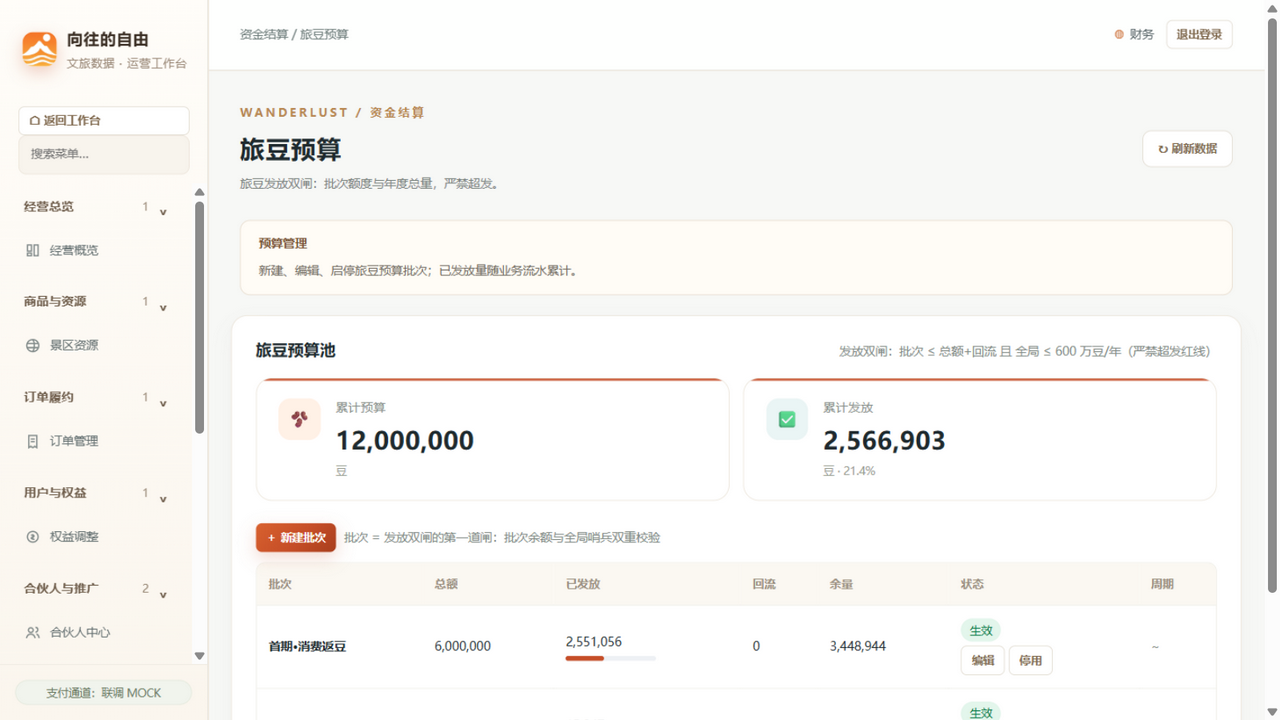 向往的自由
文旅数据 · 运营工作台
返回工作台
搜索菜单...
经营总览 1
经营概览
商品与资源 1
景区资源
订单履约 1
订单管理
用户与权益 1
权益调整
合伙人与推广 2
合伙人中心
支付通道：联调 MOCK
资金结算 / 旅豆预算
财务
退出登录
WANDERLUST / 资金结算
旅豆预算
旅豆发放双闸：批次额度与年度总量，严禁超发。
↻ 刷新数据
预算管理
新建、编辑、启停旅豆预算批次；已发放量随业务流水累计。
旅豆预算池
发放双闸：批次 ≤ 总额+回流 且 全局 ≤ 600 万豆/年（严禁超发红线）
累计预算
12,000,000
豆
累计发放
2,566,903
豆 · 21.4%
+ 新建批次
批次 = 发放双闸的第一道闸：批次余额与全局哨兵双重校验
批次 总额 已发放 回流 余量 状态 周期
首期·消费返豆 6,000,000 2,551,056 0 3,448,944 生效 ~
编辑 停用
生效